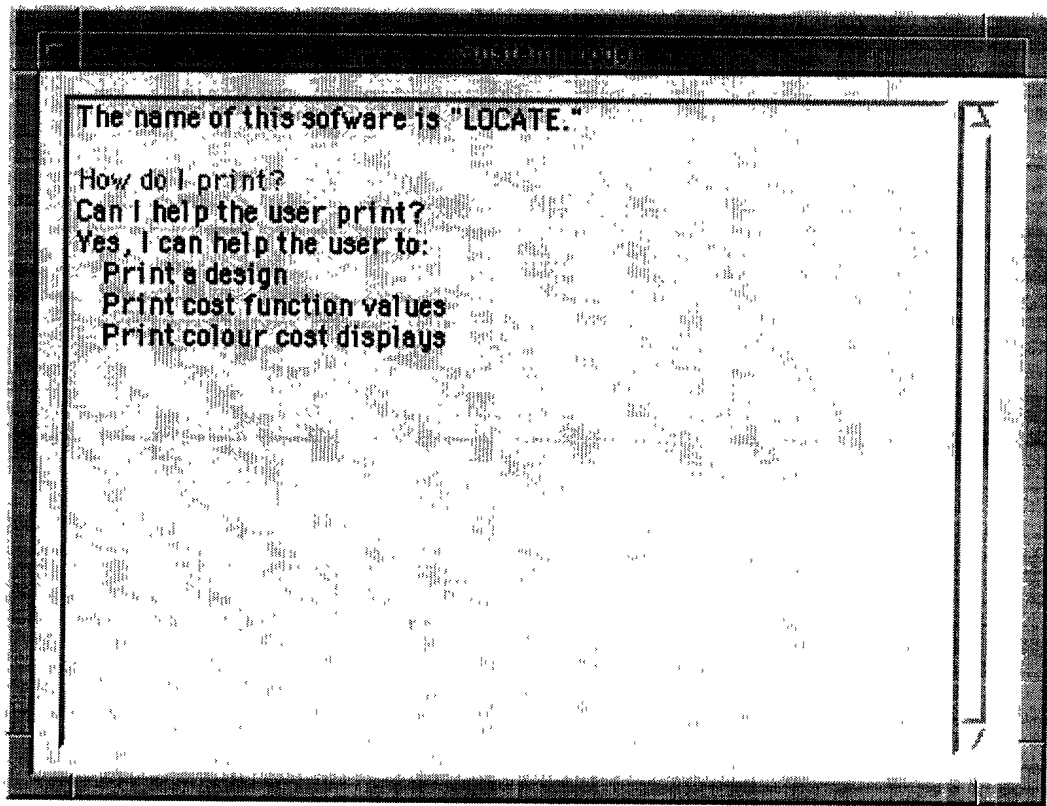 The name of this sofware is "LOCATE."
How do I print?
Can I help the user print?
Yes, I can help the user to:
Print a design
Print cost function values
Print colour cost displays